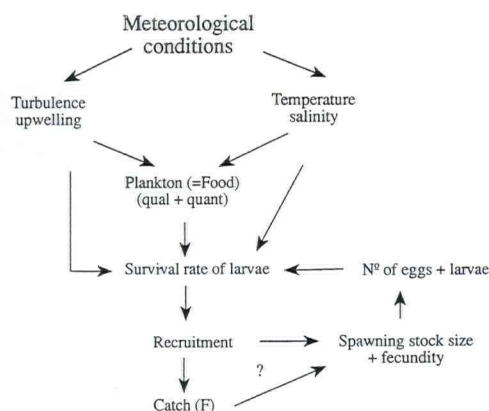 Meteorological
conditions
Turbulence
upwelling
Temperature
salinity
Plankton (=Food)
(qual + quant)
Survival rate of larvae
Nº of eggs + larvae
Recruitment
Spawning stock size
+ fecundity
?
Catch (F)